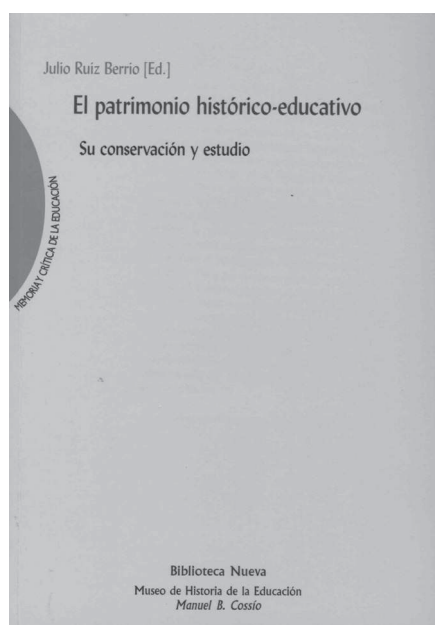 Julio Ruiz Berrio [Ed.]
El patrimonio histórico-educativo
Su conservación y estudio
MEMORIA Y CRÍTICA DE LA EDUCACIÓN
Biblioteca Nueva
Museo de Historia de la Educación
Manuel B. Cossío